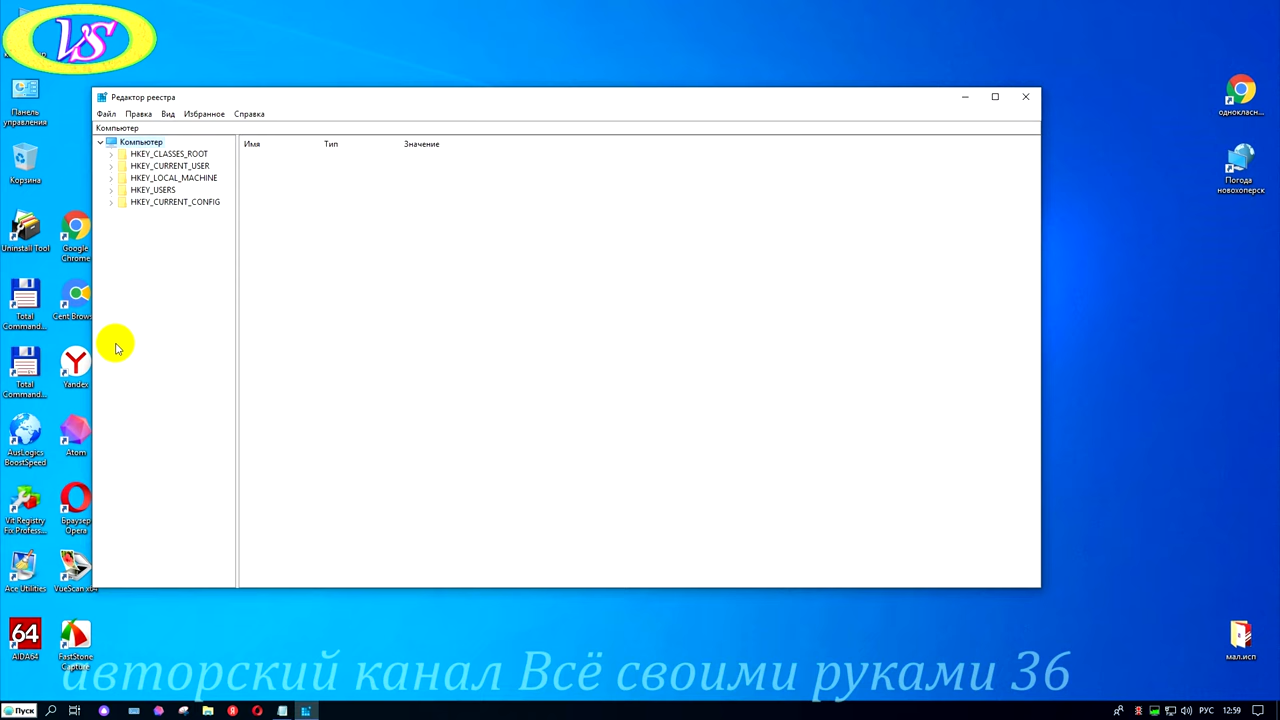 VS
Панель
управления
Корзина
Uninstall Tool
Google
Chrome
Total
Command...
Cent Brows
Total
Command...
Yandex
AusLogics
BoostSpeed
Atom
Vit Registry
Fix Profess...
Браузер
Opera
Ace Utilities
VueScan x64
64
AIDA64
FastStone
Capture
Редактор реестра
Файл Правка Вид Избранное Справка
Компьютер
Компьютер
HKEY_CLASSES_ROOT
HKEY_CURRENT_USER
HKEY_LOCAL_MACHINE
HKEY_USERS
HKEY_CURRENT_CONFIG
Имя Тип Значение
однокласн...
Погода
новохоперск
мал.исп
авторский канал Всё своими руками 36
Пуск
РУС 12:59